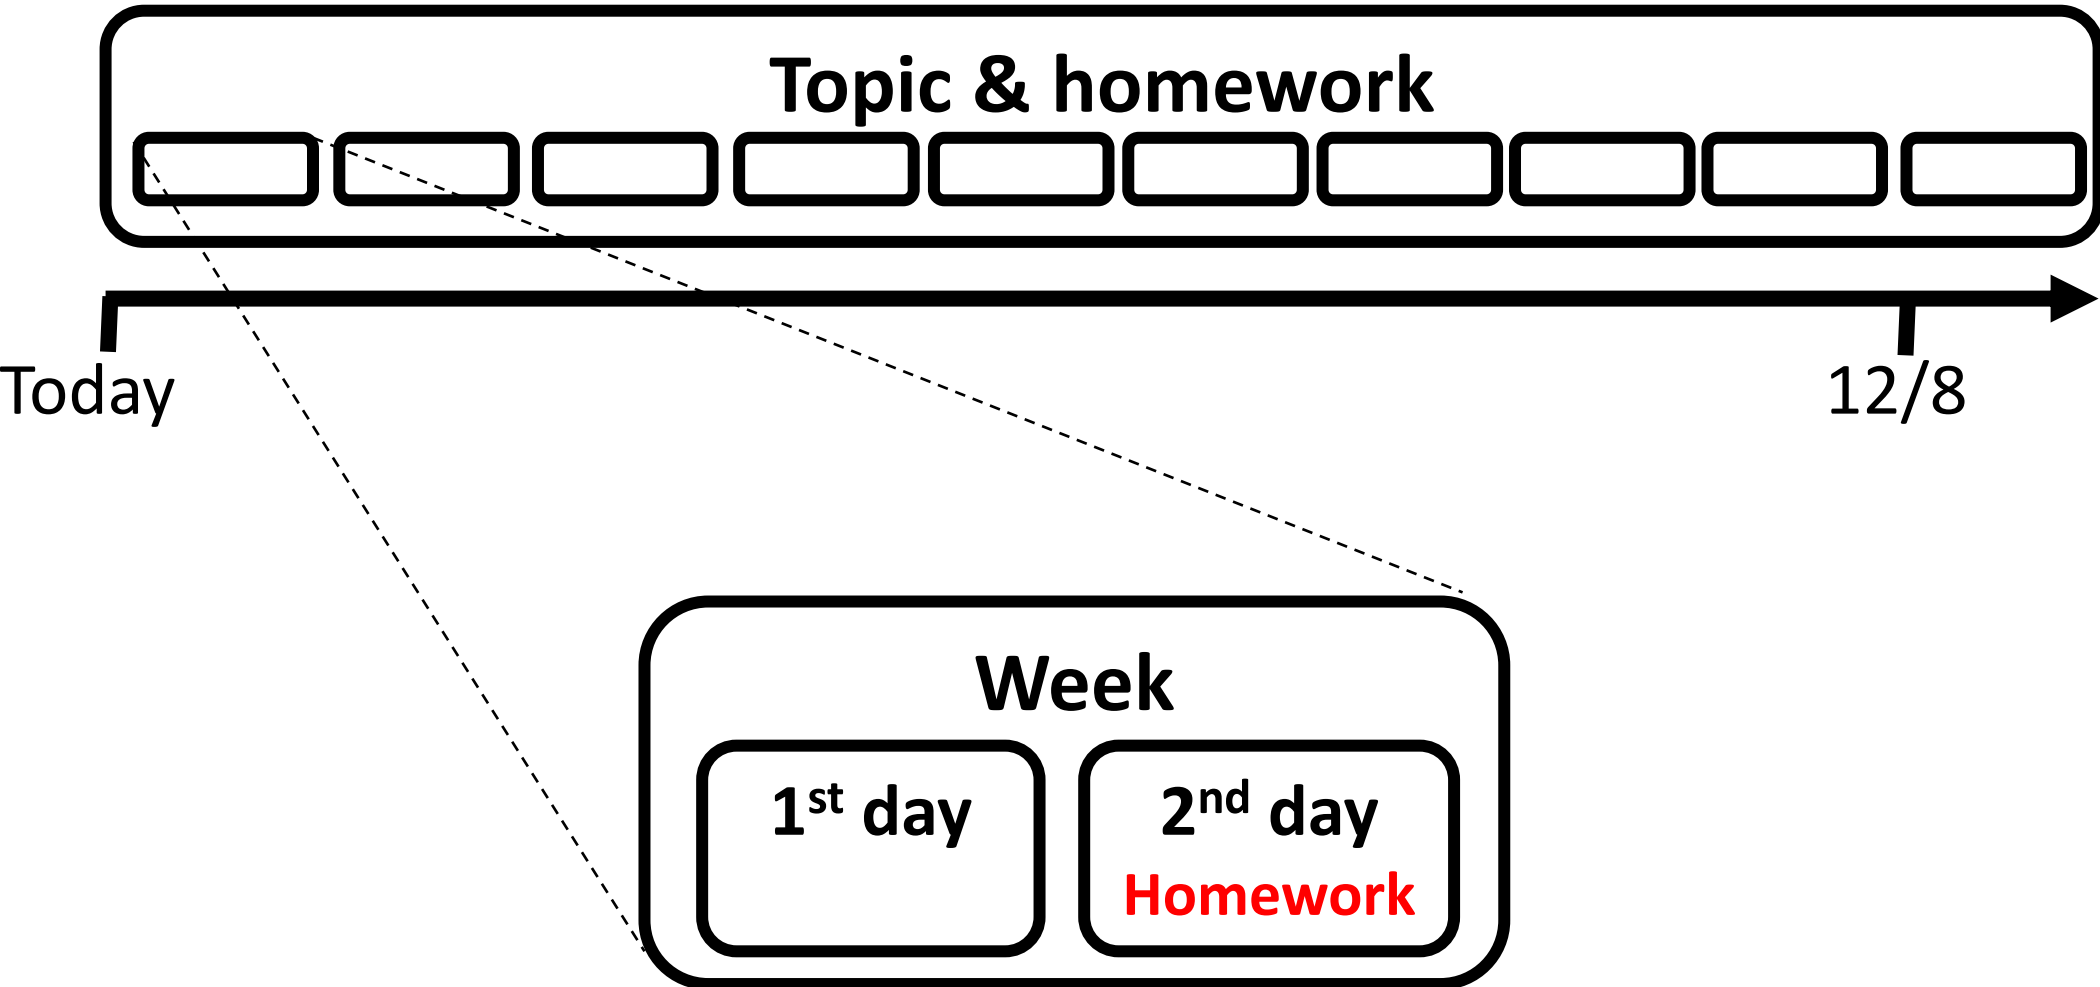 Topic & homework
Today
12/8
Week
1st day
2nd day
Homework